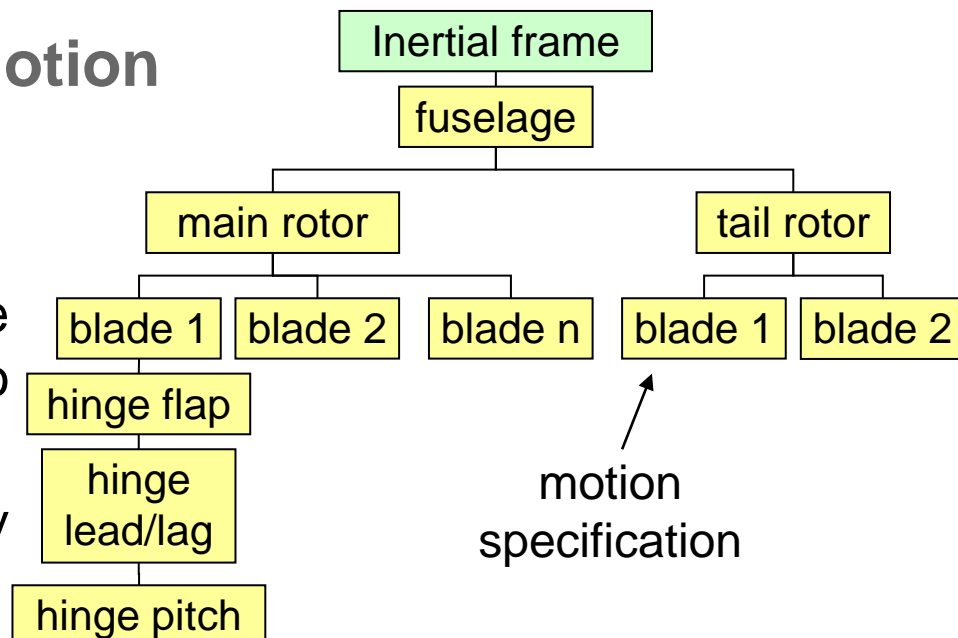 otion
Inertial frame
fuselage
main rotor
tail rotor
e
blade 1
blade 2
blade n
blade 1
blade 2
hinge flap
hinge
lead/lag
hinge pitch
motion
specification